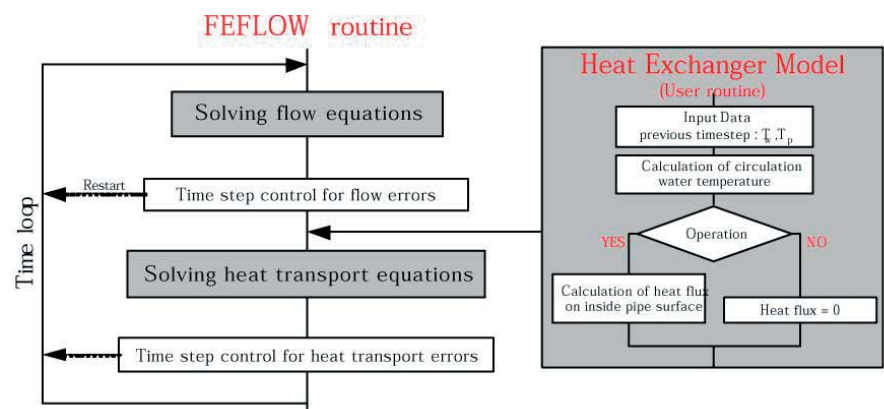 FEFLOW routine
Solving flow equations
Restart
Time step control for flow errors
Time loop
Solving heat transport equations
Time step control for heat transport errors
Heat Exchanger Model
(User routine)
Input Data
previous timestep : Tw, Tp
Calculation of circulation
water temperature
Operation
YES
NO
Calculation of heat flux
on inside pipe surface
Heat flux = 0